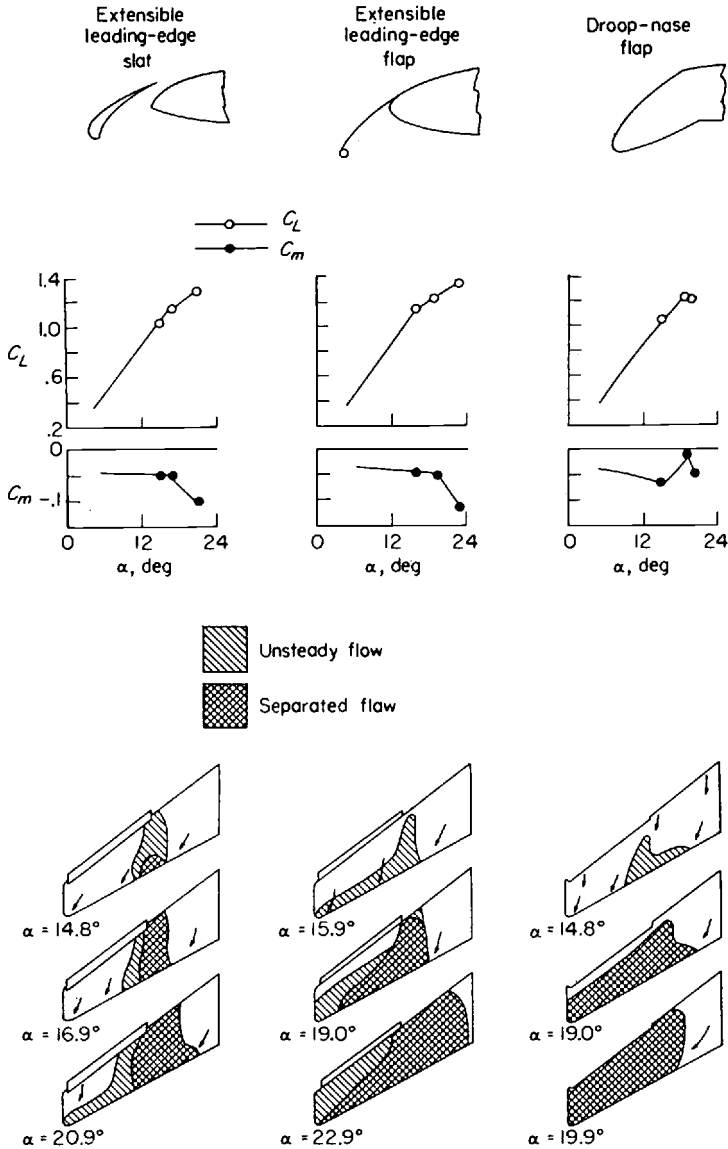 Extensible
leading-edge
slat
Extensible
leading-edge
flap
Droop-nase
flap
C_L
C_m
1.4
1.0
.6
.2
C_L
0
-.1
C_m
0 12 24
α, deg
0 12 24
α, deg
0 12 24
α, deg
Unsteady flow
Separated flaw
α = 14.8°
α = 15.9°
α = 14.8°
α = 16.9°
α = 19.0°
α = 19.0°
α = 20.9°
α = 22.9°
α = 19.9°